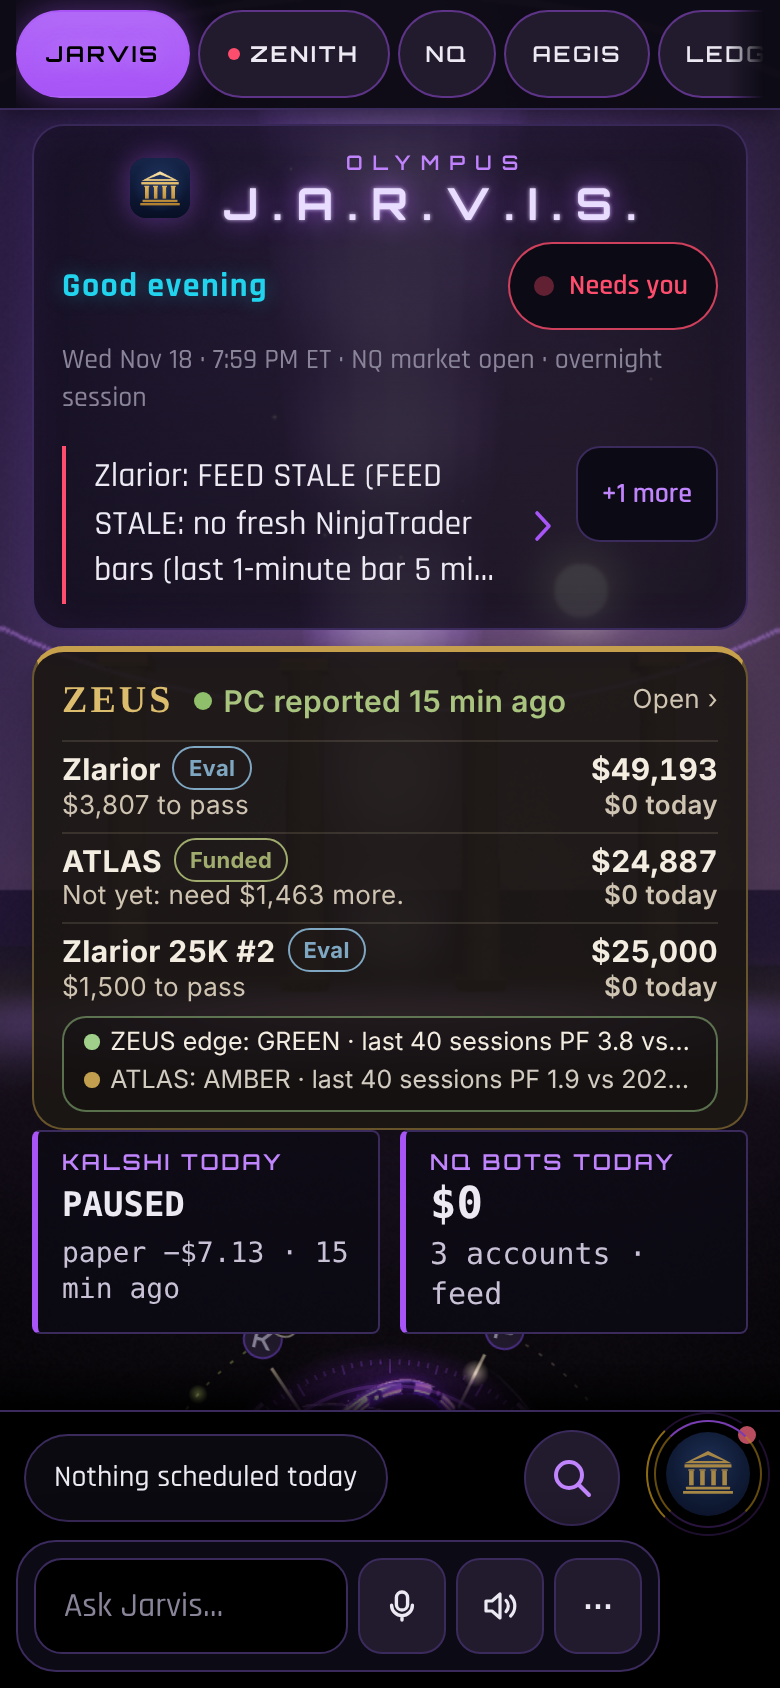 JARVIS
ZENITH
NQ
AEGIS
LEDG
OLYMPUS
J.A.R.V.I.S.
Good evening
Needs you
Wed Nov 18 · 7:59 PM ET · NQ market open · overnight
session
Zlarior: FEED STALE (FEED
STALE: no fresh NinjaTrader
bars (last 1-minute bar 5 mi...
+1 more
ZEUS
PC reported 15 min ago
Open ›
Zlarior
Eval
$49,193
$3,807 to pass
$0 today
ATLAS
Funded
$24,887
Not yet: need $1,463 more.
$0 today
Zlarior 25K #2
Eval
$25,000
$1,500 to pass
$0 today
ZEUS edge: GREEN · last 40 sessions PF 3.8 vs...
ATLAS: AMBER · last 40 sessions PF 1.9 vs 202...
KALSHI TODAY
PAUSED
paper −$7.13 · 15
min ago
NQ BOTS TODAY
$0
3 accounts ·
feed
Nothing scheduled today
Ask Jarvis...